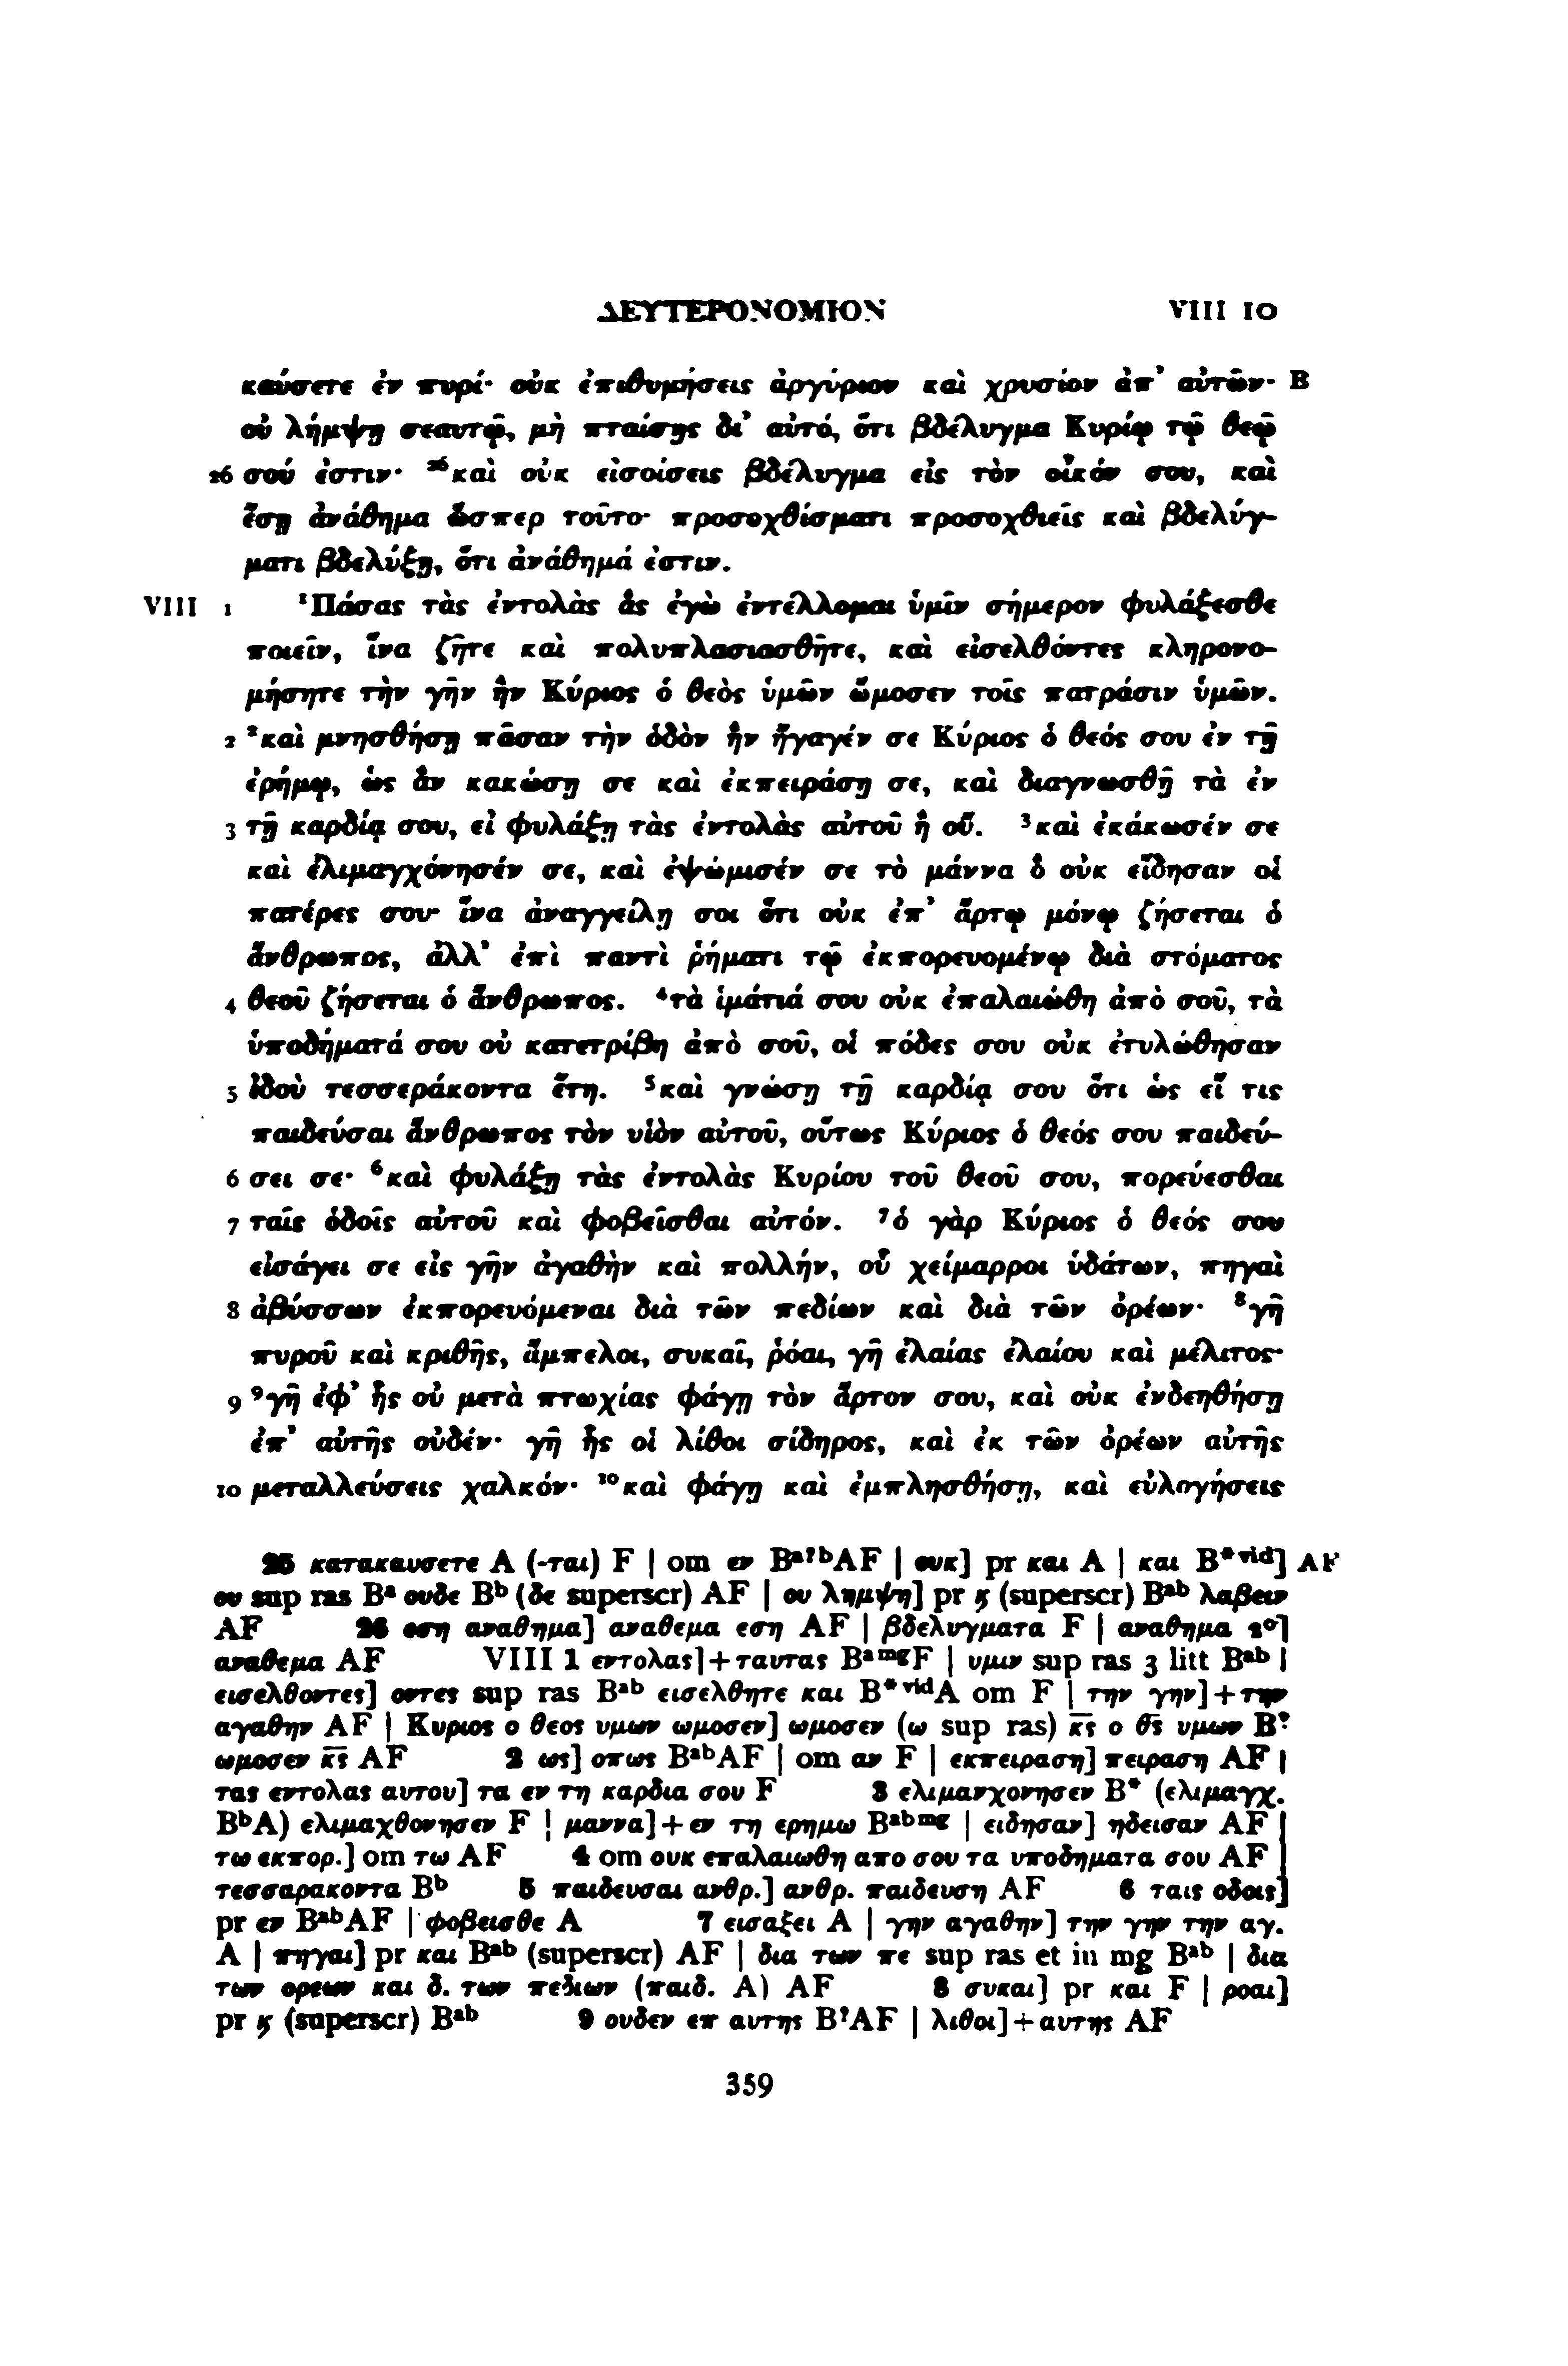 ΔΕΥΤΕΡΟΝΟΜΙΟΝ VIII 10
καύσετε ἐν πυρί· οὐκ ἐπιθυμήσεις ἀργύριον καὶ χρυσίον ἀπ᾽ αὐτῶν· B
οὐ λήμψῃ σεαυτῷ, μὴ πταίσῃς δι᾽ αὐτό, ὅτι βδέλυγμα Κυρίῳ τῷ θεῷ
26 σού ἐστιν· ²⁶καὶ οὐκ εἰσοίσεις βδέλυγμα εἰς τὸν οἶκόν σου, καὶ
ἔσῃ ἀνάθημα ὥσπερ τοῦτο· προσοχθίσματι προσοχθιεῖς καὶ βδελύγ-
ματι βδελύξῃ, ὅτι ἀνάθημά ἐστιν.
VIII 1 ¹Πάσας τὰς ἐντολὰς ἃς ἐγὼ ἐντέλλομαι ὑμῖν σήμερον φυλάξεσθε
ποιεῖν, ἵνα ζῆτε καὶ πολυπλασιασθῆτε, καὶ εἰσελθόντες κληρονο-
μήσητε τὴν γῆν ἣν Κύριος ὁ θεὸς ὑμῶν ὤμοσεν τοῖς πατράσιν ὑμῶν.
2 ²καὶ μνησθήσῃ πᾶσαν τὴν ὁδὸν ἣν ἤγαγέν σε Κύριος ὁ θεός σου ἐν τῇ
ἐρήμῳ, ὡς ἂν κακώσῃ σε καὶ ἐκπειράσῃ σε, καὶ διαγνωσθῇ τὰ ἐν
3 τῇ καρδίᾳ σου, εἰ φυλάξῃ τὰς ἐντολὰς αὐτοῦ ἢ οὔ. ³καὶ ἐκάκωσέν σε
καὶ ἐλιμαγχόνησέν σε, καὶ ἐψώμισέν σε τὸ μάννα ὃ οὐκ εἴδησαν οἱ
πατέρες σου· ἵνα ἀναγγείλῃ σοι ὅτι οὐκ ἐπ᾽ ἄρτῳ μόνῳ ζήσεται ὁ
ἄνθρωπος, ἀλλ᾽ ἐπὶ παντὶ ῥήματι τῷ ἐκπορευομένῳ διὰ στόματος
4 θεοῦ ζήσεται ὁ ἄνθρωπος. ⁴τὰ ἱμάτιά σου οὐκ ἐπαλαιώθη ἀπὸ σοῦ, τὰ
ὑποδήματά σου οὐ κατετρίβη ἀπὸ σοῦ, οἱ πόδες σου οὐκ ἐτυλώθησαν
5 ἰδοὺ τεσσεράκοντα ἔτη. ⁵καὶ γνώσῃ τῇ καρδίᾳ σου ὅτι ὡς εἴ τις
παιδεύσαι ἄνθρωπος τὸν υἱὸν αὐτοῦ, οὕτως Κύριος ὁ θεός σου παιδεύ-
6 σει σε· ⁶καὶ φυλάξῃ τὰς ἐντολὰς Κυρίου τοῦ θεοῦ σου, πορεύεσθαι
7 ταῖς ὁδοῖς αὐτοῦ καὶ φοβεῖσθαι αὐτόν. ⁷ὁ γὰρ Κύριος ὁ θεός σου
εἰσάγει σε εἰς γῆν ἀγαθὴν καὶ πολλήν, οὗ χείμαρροι ὑδάτων, πηγαὶ
8 ἀβύσσων ἐκπορευόμεναι διὰ τῶν πεδίων καὶ διὰ τῶν ὀρέων· ⁸γῆ
πυροῦ καὶ κριθῆς, ἄμπελοι, συκαῖ, ῥόαι, γῆ ἐλαίας ἐλαίου καὶ μέλιτος·
9 ⁹γῆ ἐφ᾽ ἧς οὐ μετὰ πτωχίας φάγῃ τὸν ἄρτον σου, καὶ οὐκ ἐνδεηθήσῃ
ἐπ᾽ αὐτῆς οὐδέν· γῆ ἧς οἱ λίθοι σίδηρος, καὶ ἐκ τῶν ὀρέων αὐτῆς
10 μεταλλεύσεις χαλκόν· ¹⁰καὶ φάγῃ καὶ ἐμπλησθήσῃ, καὶ εὐλογήσεις
25 κατακαυσετε A (-ται) F | om εν Bᵃ?ᵇAF | ουκ] pr και A | και B*ᵛⁱᵈ] AF
ου sup ras Bᵃ ουδε Bᵇ (δε superscr) AF | ου λημψη] pr ϗ (superscr) Bᵃᵇ λαβειν
AF 26 εση αναθημα] αναθεμα εση AF | βδελυγματα F | αναθημα 2°]
αναθεμα AF VIII 1 εντολας]+ταυτας Bᵃᵐᵍ F | υμιν sup ras 3 litt Bᵃᵇ |
εισελθοντες] οντες sup ras Bᵃᵇ εισελθητε και B*ᵛⁱᵈA om F | την γην]+την
αγαθην AF | Κυριος ο θεος υμων ωμοσεν] ωμοσεν (ω sup ras) κ̅ς̅ ο θ̅ς̅ υμων B?
ωμοσεν κ̅ς̅ AF 2 ως] οπως BᵃᵇAF | om αν F | εκπειραση] πειραση AF |
τας εντολας αυτου] τα εν τη καρδια σου F 3 ελιμανχονησεν B* (ελιμαγχ.
BᵇA) ελιμαχθονησεν F | μαννα]+εν τη ερημω Bᵃᵇᵐᵍ | ειδησαν] ηδεισαν AF |
τω εκπορ.] om τω AF 4 om ουκ επαλαιωθη απο σου τα υποδηματα σου AF |
τεσσαρακοντα Bᵇ 5 παιδευσαι ανθρ.] ανθρ. παιδευση AF 6 ταις οδοις]
pr εν BᵃᵇAF | φοβεισθε A 7 εισαξει A | γην αγαθην] την γην την αγ.
A | πηγαι] pr και Bᵃᵇ (superscr) AF | δια των πε sup ras et in mg Bᵃᵇ | δια
των ορεων και δ. των πεδιων (παιδ. A) AF 8 συκαι] pr και F | ροαι]
pr ϗ (superscr) Bᵃᵇ 9 ουδεν επ αυτης B?AF | λιθοι]+αυτης AF
359